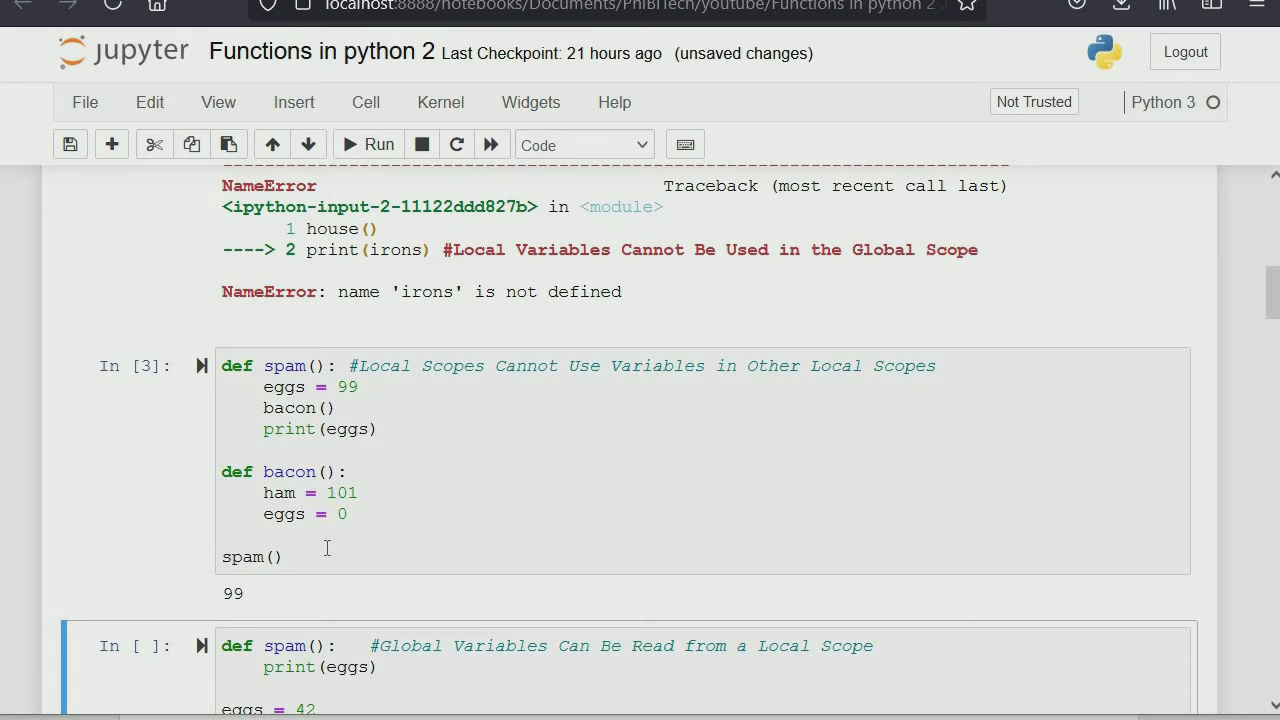 localhost:8888/notebooks/Documents/PhiBiTech/youtube/Functions in python 2
jupyter Functions in python 2 Last Checkpoint: 21 hours ago (unsaved changes)
Logout
File Edit View Insert Cell Kernel Widgets Help
Not Trusted
Python 3
Run
Code
NameError Traceback (most recent call last)
<ipython-input-2-11122ddd827b> in <module>
1 house()
----> 2 print(irons) #Local Variables Cannot Be Used in the Global Scope
NameError: name 'irons' is not defined
In [3]: def spam(): #Local Scopes Cannot Use Variables in Other Local Scopes
eggs = 99
bacon()
print(eggs)
def bacon():
ham = 101
eggs = 0
spam()
99
In [ ]: def spam(): #Global Variables Can Be Read from a Local Scope
print(eggs)
eggs = 42